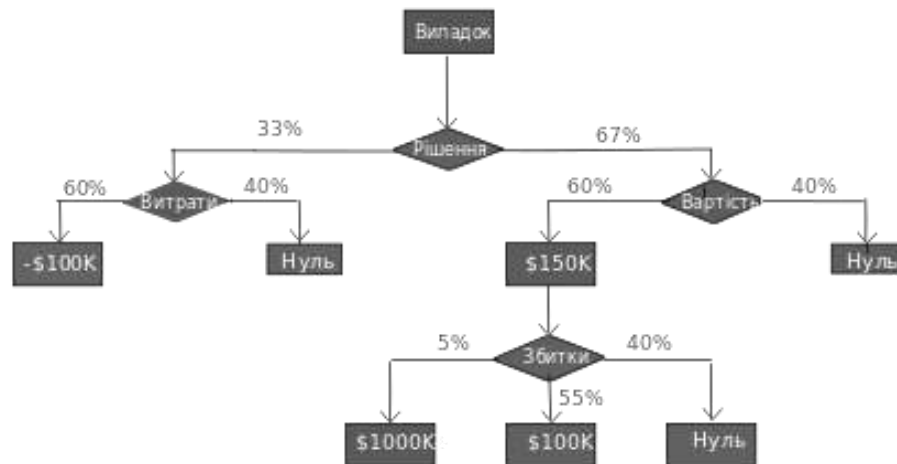 Випадок
33%
Рішення
67%
60%
Витрати
40%
60%
Вартість
40%
-$100K
Нуль
$150K
Нуль
5%
Збитки
40%
55%
$1000K
$100K
Нуль